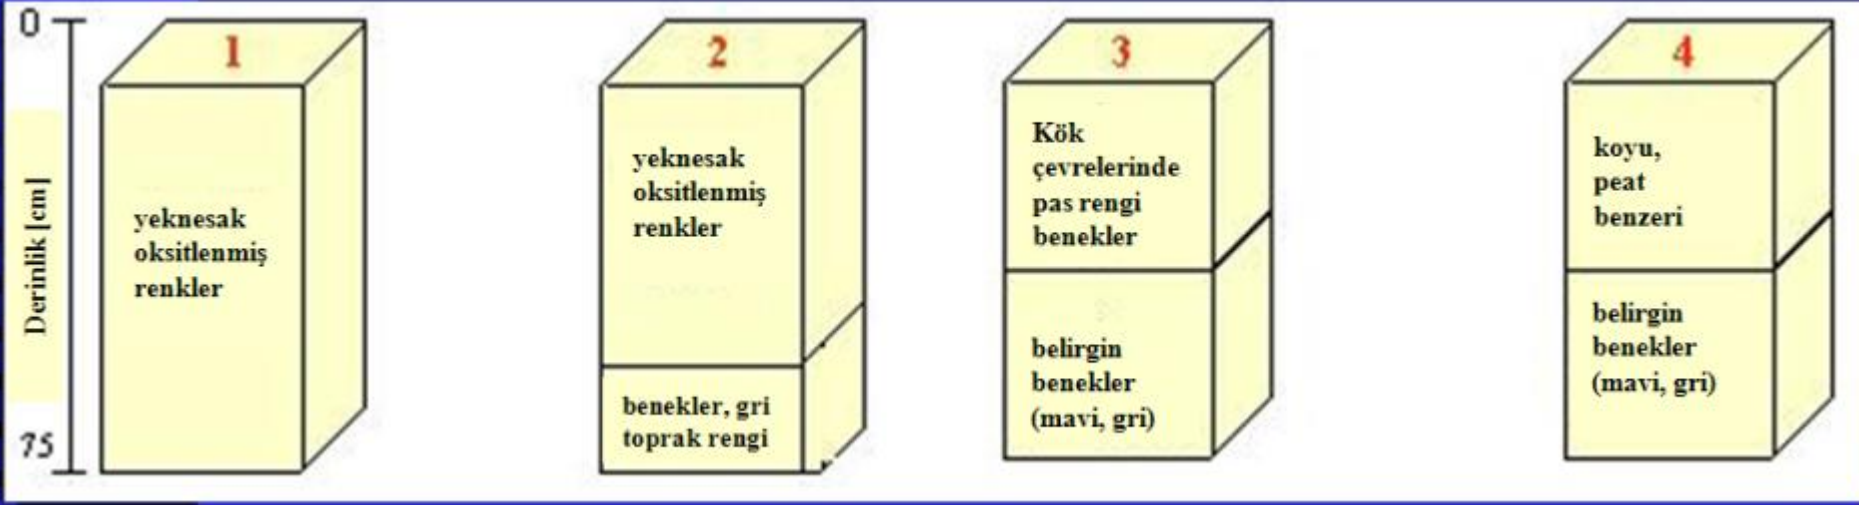 0
Derinlik [cm]
75
1
yeknesak
oksitlenmiş
renkler
2
yeknesak
oksitlenmiş
renkler
benekler, gri
toprak rengi
3
Kök
çevrelerinde
pas rengi
benekler
belirgin
benekler
(mavi, gri)
4
koyu,
peat
benzeri
belirgin
benekler
(mavi, gri)